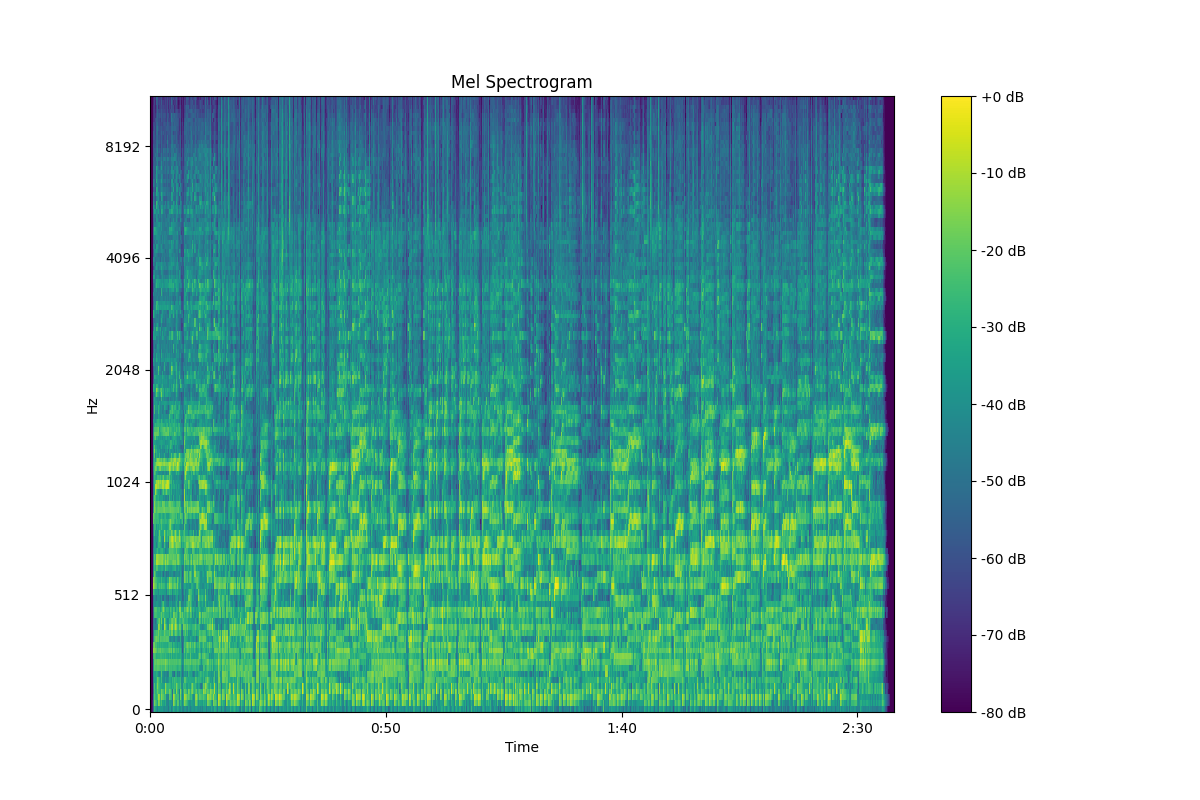 Mel Spectrogram
Hz
8192
4096
2048
1024
512
0
0:00
0:50
1:40
2:30
Time
+0 dB
-10 dB
-20 dB
-30 dB
-40 dB
-50 dB
-60 dB
-70 dB
-80 dB